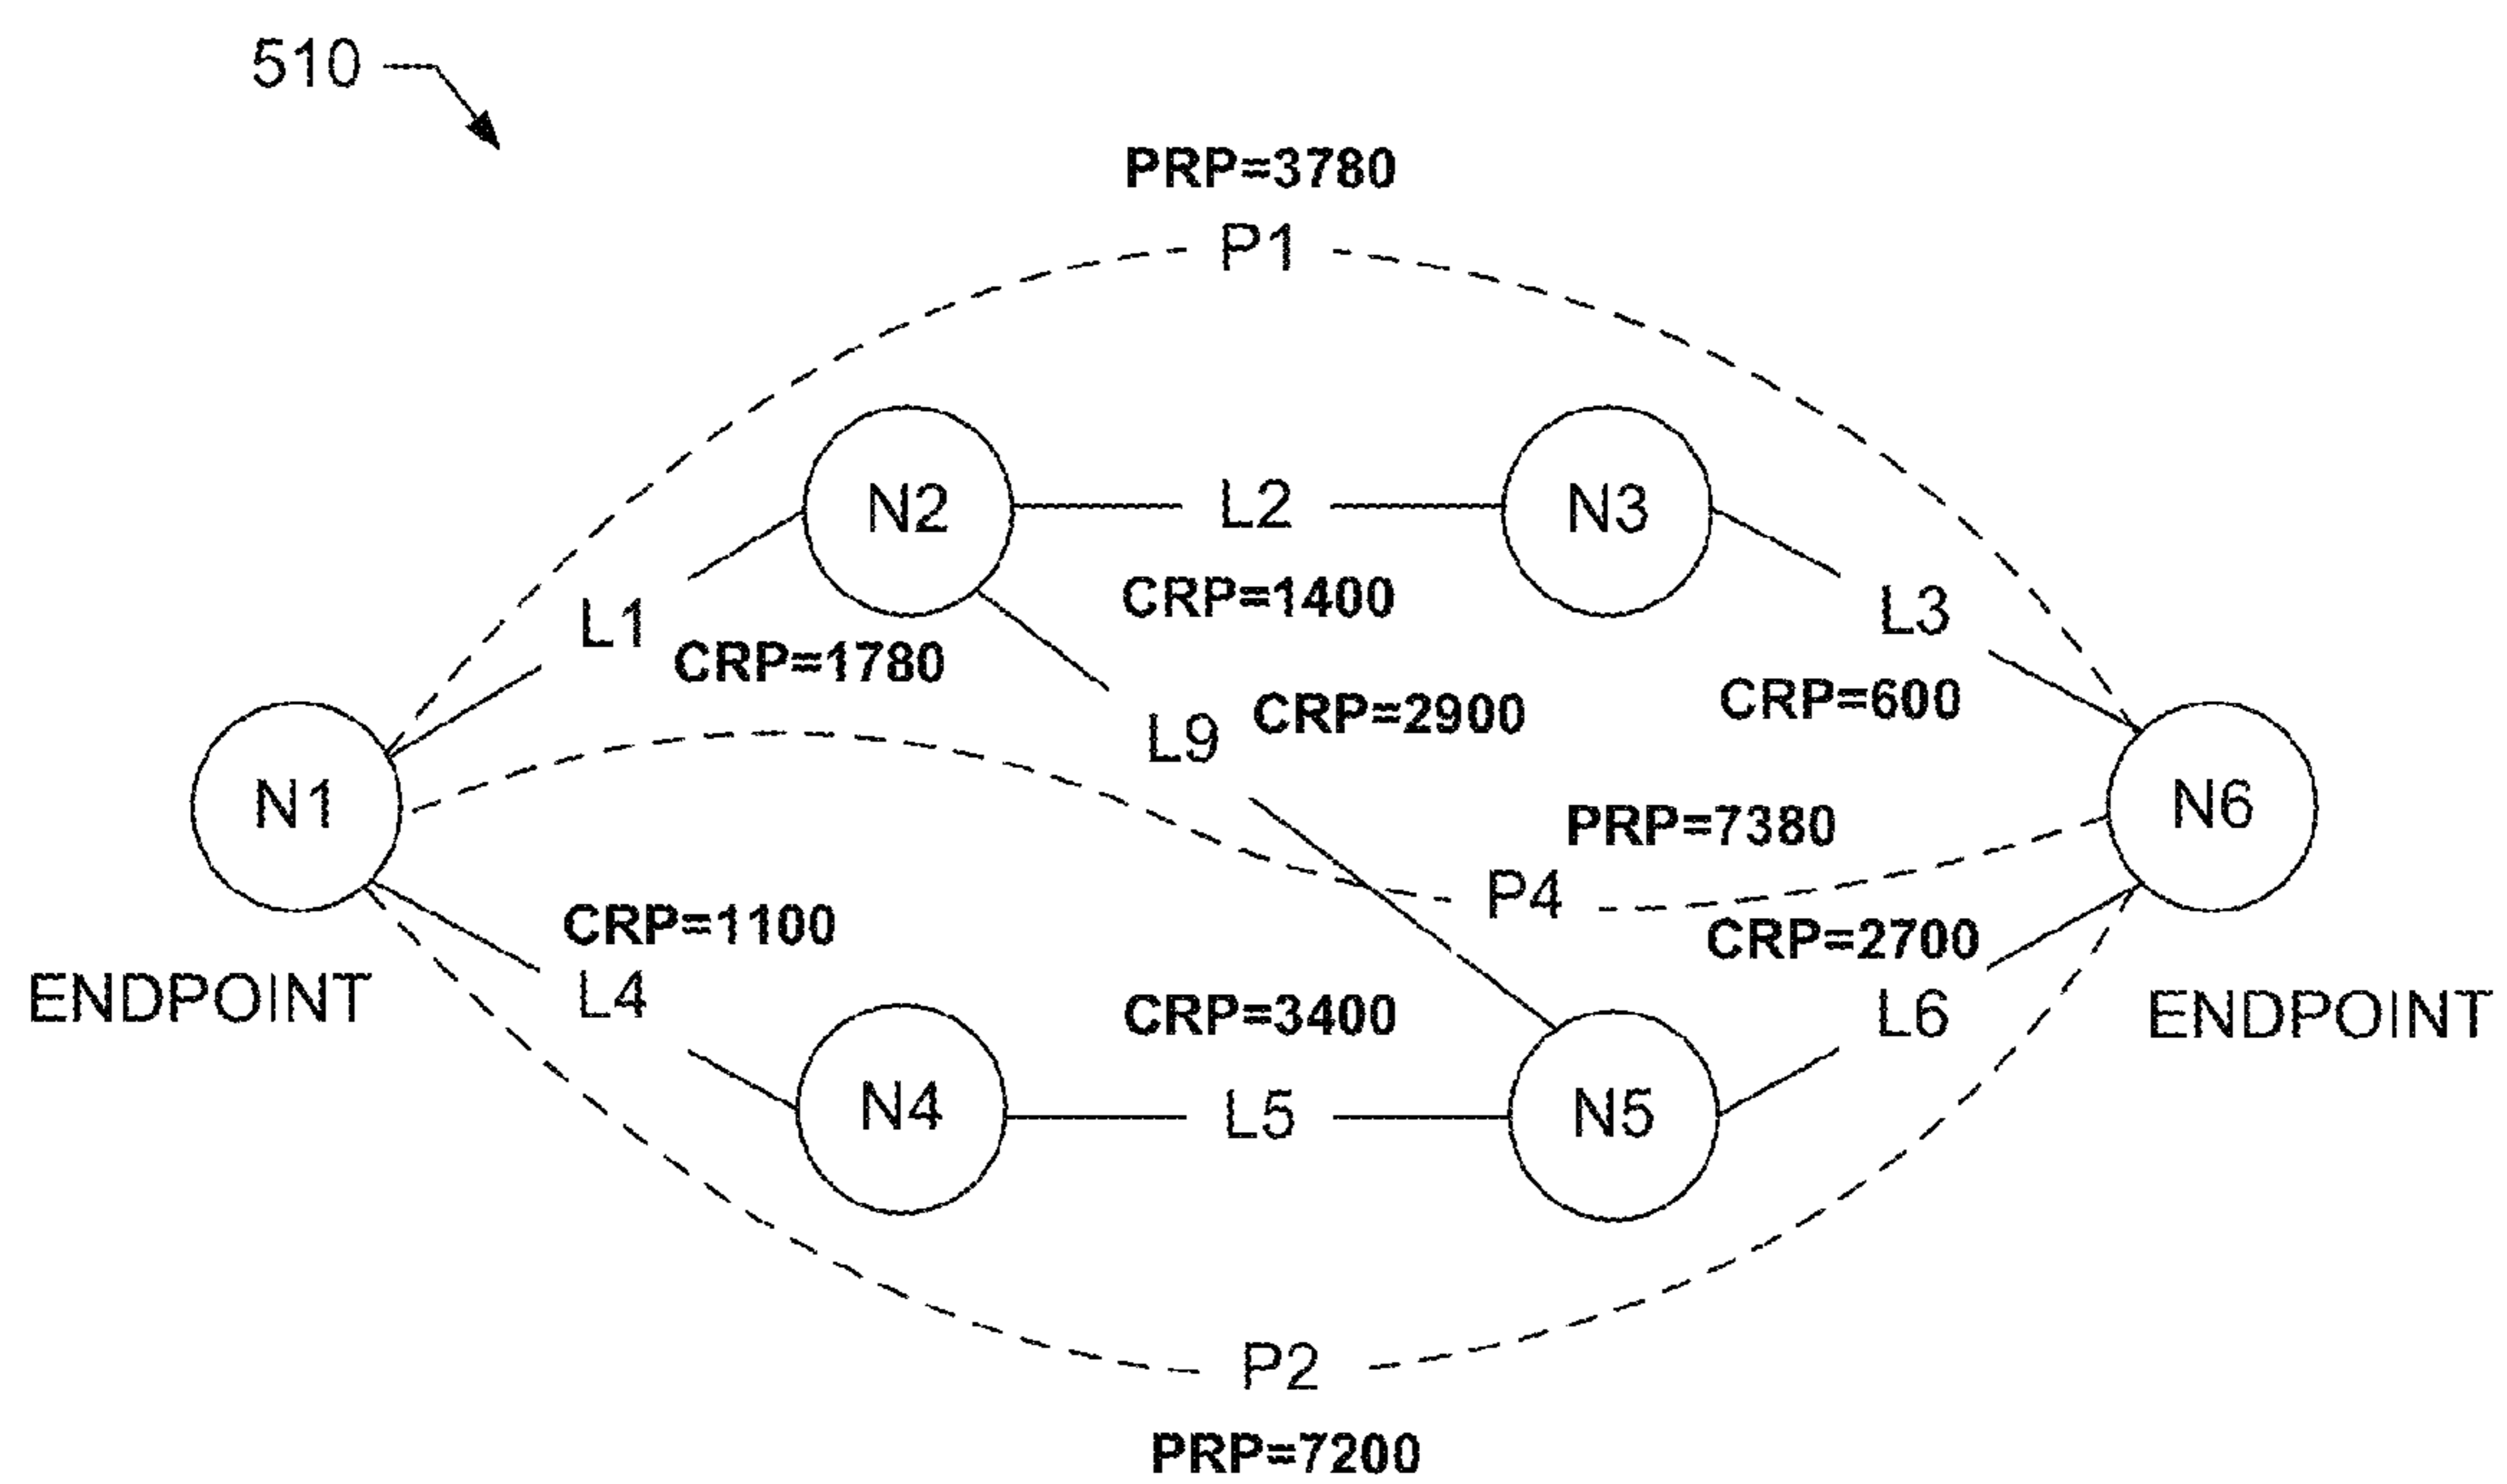 510
PRP=3780
P1
N2
L2
N3
CRP=1400
L1
L3
CRP=1780
CRP=600
CRP=2900
L9
N1
N6
PRP=7380
P4
CRP=1100
CRP=2700
ENDPOINT
L4
CRP=3400
L6
ENDPOINT
N4
L5
N5
P2
PRP=7200